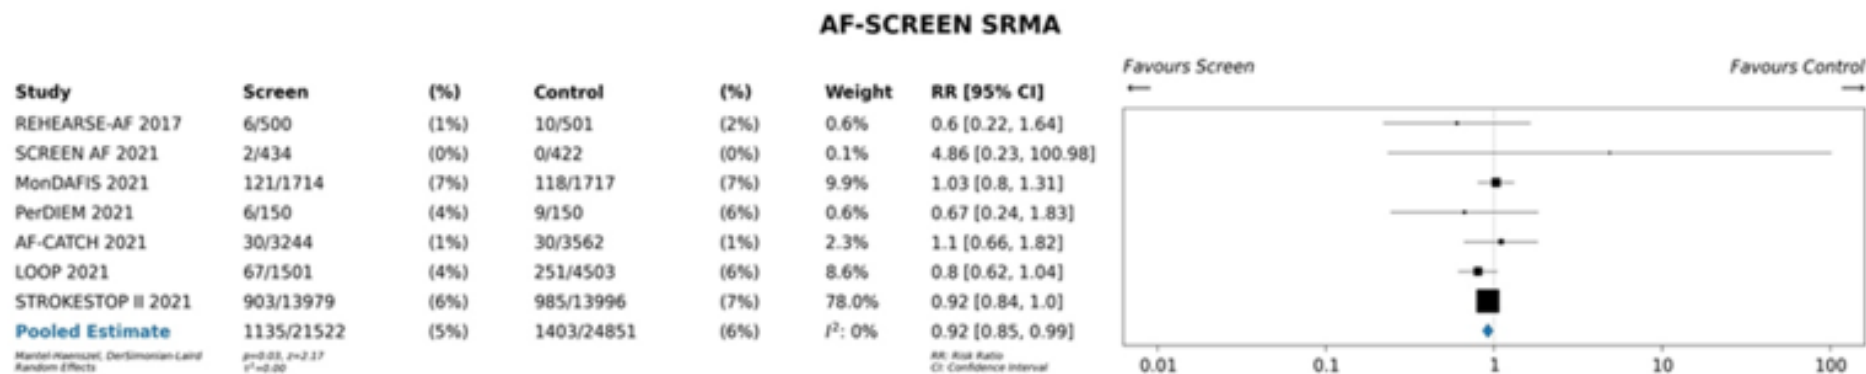 AF-SCREEN SRMA
Favours Screen Favours Control
← →
Study Screen (%) Control (%) Weight RR [95% CI]
REHEARSE-AF 2017 6/500 (1%) 10/501 (2%) 0.6% 0.6 [0.22, 1.64]
SCREEN AF 2021 2/434 (0%) 0/422 (0%) 0.1% 4.86 [0.23, 100.98]
MonDAFIS 2021 121/1714 (7%) 118/1717 (7%) 9.9% 1.03 [0.8, 1.31]
PerDIEM 2021 6/150 (4%) 9/150 (6%) 0.6% 0.67 [0.24, 1.83]
AF-CATCH 2021 30/3244 (1%) 30/3562 (1%) 2.3% 1.1 [0.66, 1.82]
LOOP 2021 67/1501 (4%) 251/4503 (6%) 8.6% 0.8 [0.62, 1.04]
STROKESTOP II 2021 903/13979 (6%) 985/13996 (7%) 78.0% 0.92 [0.84, 1.0]
Pooled Estimate 1135/21522 (5%) 1403/24851 (6%) I²: 0% 0.92 [0.85, 0.99]
Mantel-Haenszel, DerSimonian-Laird p=0.03, z=2.17 RR: Risk Ratio
Random Effects τ²=0.00 CI: Confidence Interval
0.01 0.1 1 10 100